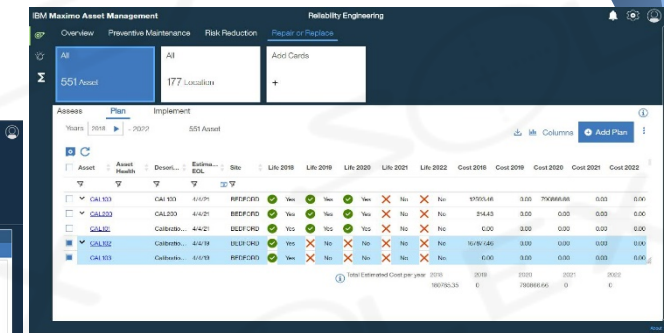 IBM Maximo Asset Management Reliability Engineering
Overview Preventive Maintenance Risk Reduction Repair or Replace
All All Add Cards
551 Asset 177 Location +
Assess Plan Implement
Years 2018 - 2022 551 Asset
Columns Add Plan
Asset Asset Health Descri... Estima... EOL Site Life 2018 Life 2019 Life 2020 Life 2021 Life 2022 Cost 2018 Cost 2019 Cost 2020 Cost 2021 Cost 2022
CAL100 CAL 100 4/4/21 BEDFORD Yes Yes Yes No No 0.00 0.00 0.00
CAL200 CAL200 4/4/21 BEDFORD Yes Yes Yes No No 314.43 0.00 0.00 0.00 0.00
CAL101 Calibratio... 4/4/21 BEDFORD Yes Yes Yes No No 0.00 0.00 0.00 0.00 0.00
CAL102 Calibratio... 4/4/19 BEDFORD Yes No No No No 0.00 0.00 0.00 0.00
CAL103 Calibratio... 4/4/19 BEDFORD Yes No No No No 0.00 0.00 0.00 0.00 0.00
Total Estimated Cost per year 2018 2019 2020 2021 2022
0 0 0